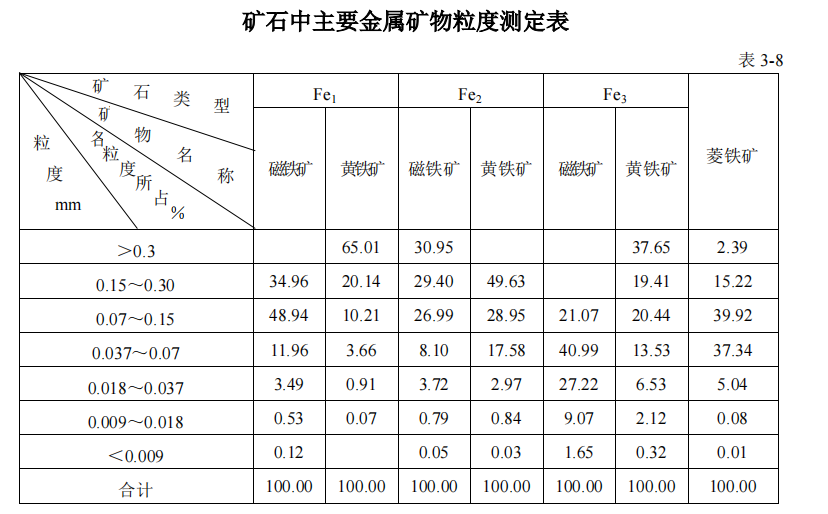 矿石中主要金属矿物粒度测定表
表 3-8
矿 石 类 型
矿 物 名 称
各粒度所占%
粒 度 mm
Fe1 Fe2 Fe3
磁铁矿 黄铁矿 磁铁矿 黄铁矿 磁铁矿 黄铁矿 菱铁矿
＞0.3 65.01 30.95 37.65 2.39
0.15～0.30 34.96 20.14 29.40 49.63 19.41 15.22
0.07～0.15 48.94 10.21 26.99 28.95 21.07 20.44 39.92
0.037～0.07 11.96 3.66 8.10 17.58 40.99 13.53 37.34
0.018～0.037 3.49 0.91 3.72 2.97 27.22 6.53 5.04
0.009～0.018 0.53 0.07 0.79 0.84 9.07 2.12 0.08
＜0.009 0.12 0.05 0.03 1.65 0.32 0.01
合计 100.00 100.00 100.00 100.00 100.00 100.00 100.00